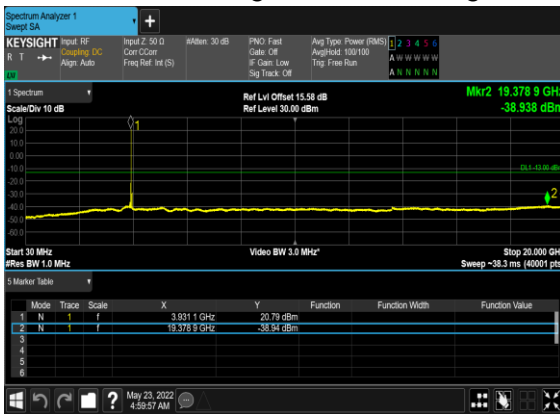 Spectrum Analyzer 1
Swept SA
KEYSIGHT
R T
LV
Input: RF
Coupling: DC
Align: Auto
Input Z: 50 Ω
Corr CCorr
Freq Ref: Int (S)
#Atten: 30 dB
PNO: Fast
Gate: Off
IF Gain: Low
Sig Track: Off
Avg Type: Power (RMS)
Avg|Hold: 100/100
Trig: Free Run
1 2 3 4 5 6
A W W W W W
A N N N N N
1 Spectrum
Scale/Div 10 dB
Ref Lvl Offset 15.58 dB
Ref Level 30.00 dBm
Mkr2 19.378 9 GHz
-38.938 dBm
Log
20.0
10.0
0.00
-10.0
-20.0
-30.0
-40.0
-50.0
-60.0
1
DL1 -13.00 dBm
2
Start 30 MHz
#Res BW 1.0 MHz
Video BW 3.0 MHz*
Stop 20.000 GH
Sweep ~38.3 ms (40001 pts
5 Marker Table
Mode Trace Scale X Y Function Function Width Function Value
1 N 1 f 3.931 1 GHz 20.79 dBm
2 N 1 f 19.378 9 GHz -38.94 dBm
3
4
5
6
?
May 23, 2022
4:59:57 AM